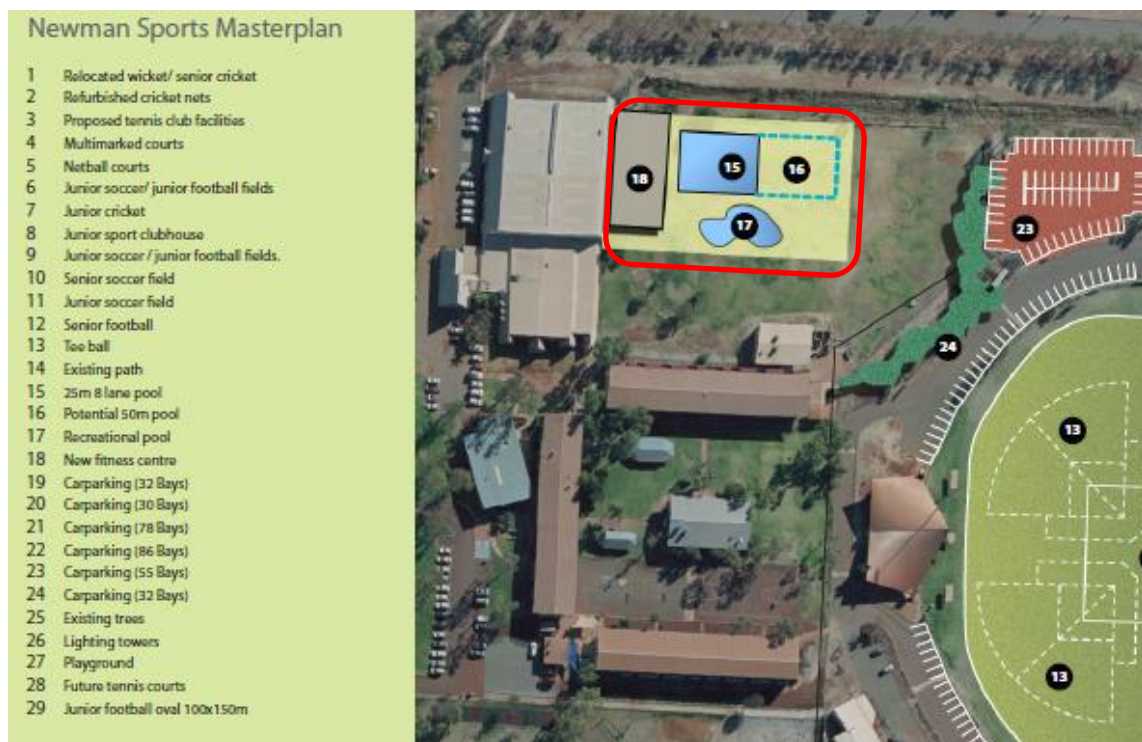 Newman Sports Masterplan
1 Relocated wicket/ senior cricket
2 Refurbished cricket nets
3 Proposed tennis club facilities
4 Multimarked courts
5 Netball courts
6 Junior soccer/ junior football fields
7 Junior cricket
8 Junior sport clubhouse
9 Junior soccer / junior football fields.
10 Senior soccer field
11 Junior soccer field
12 Senior football
13 Tee ball
14 Existing path
15 25m 8 lane pool
16 Potential 50m pool
17 Recreational pool
18 New fitness centre
19 Carparking (32 Bays)
20 Carparking (30 Bays)
21 Carparking (78 Bays)
22 Carparking (86 Bays)
23 Carparking (55 Bays)
24 Carparking (32 Bays)
25 Existing trees
26 Lighting towers
27 Playground
28 Future tennis courts
29 Junior football oval 100x150m
15
16
18
17
23
24
13
13